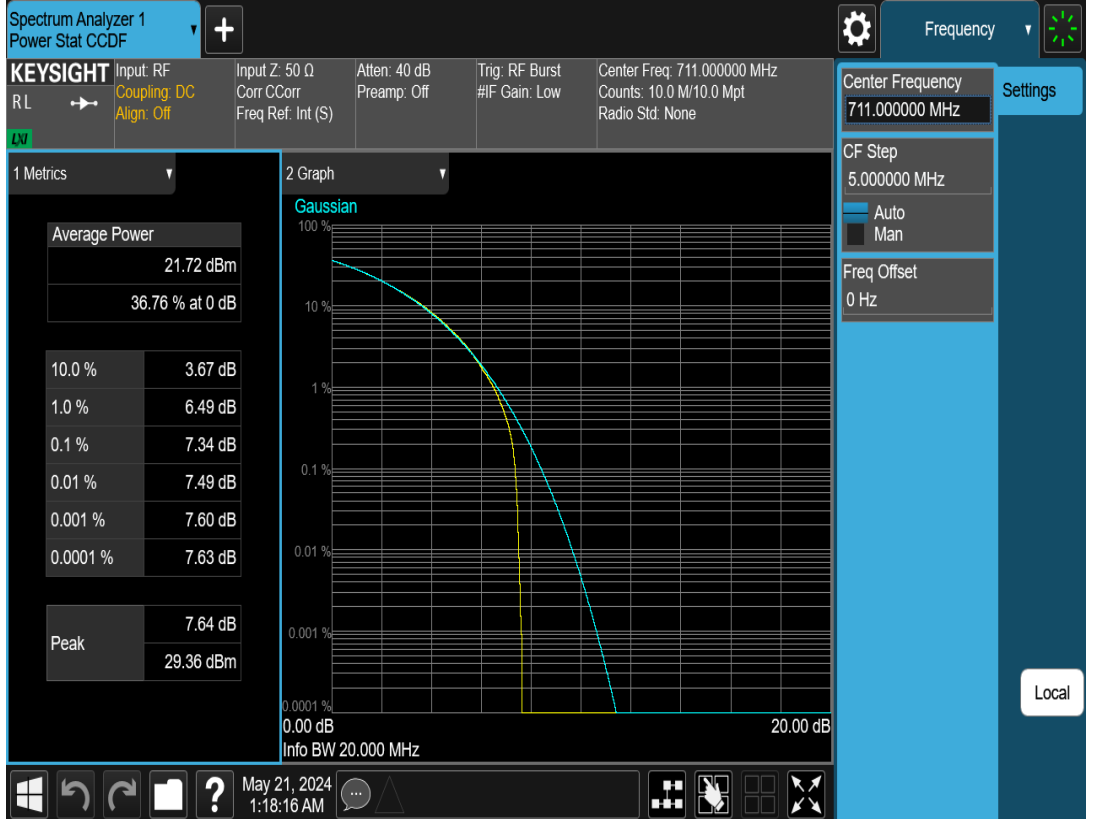 Spectrum Analyzer 1
Power Stat CCDF
+
Frequency
KEYSIGHT
RL
LXI
Input: RF
Coupling: DC
Align: Off
Input Z: 50 Ω
Corr CCorr
Freq Ref: Int (S)
Atten: 40 dB
Preamp: Off
Trig: RF Burst
#IF Gain: Low
Center Freq: 711.000000 MHz
Counts: 10.0 M/10.0 Mpt
Radio Std: None
Center Frequency
711.000000 MHz
Settings
CF Step
5.000000 MHz
Auto
Man
Freq Offset
0 Hz
Local
1 Metrics
Average Power
21.72 dBm
36.76 % at 0 dB
10.0 % 3.67 dB
1.0 % 6.49 dB
0.1 % 7.34 dB
0.01 % 7.49 dB
0.001 % 7.60 dB
0.0001 % 7.63 dB
Peak
7.64 dB
29.36 dBm
2 Graph
Gaussian
100 %
10 %
1 %
0.1 %
0.01 %
0.001 %
0.0001 %
0.00 dB 20.00 dB
Info BW 20.000 MHz
?
May 21, 2024
1:18:16 AM